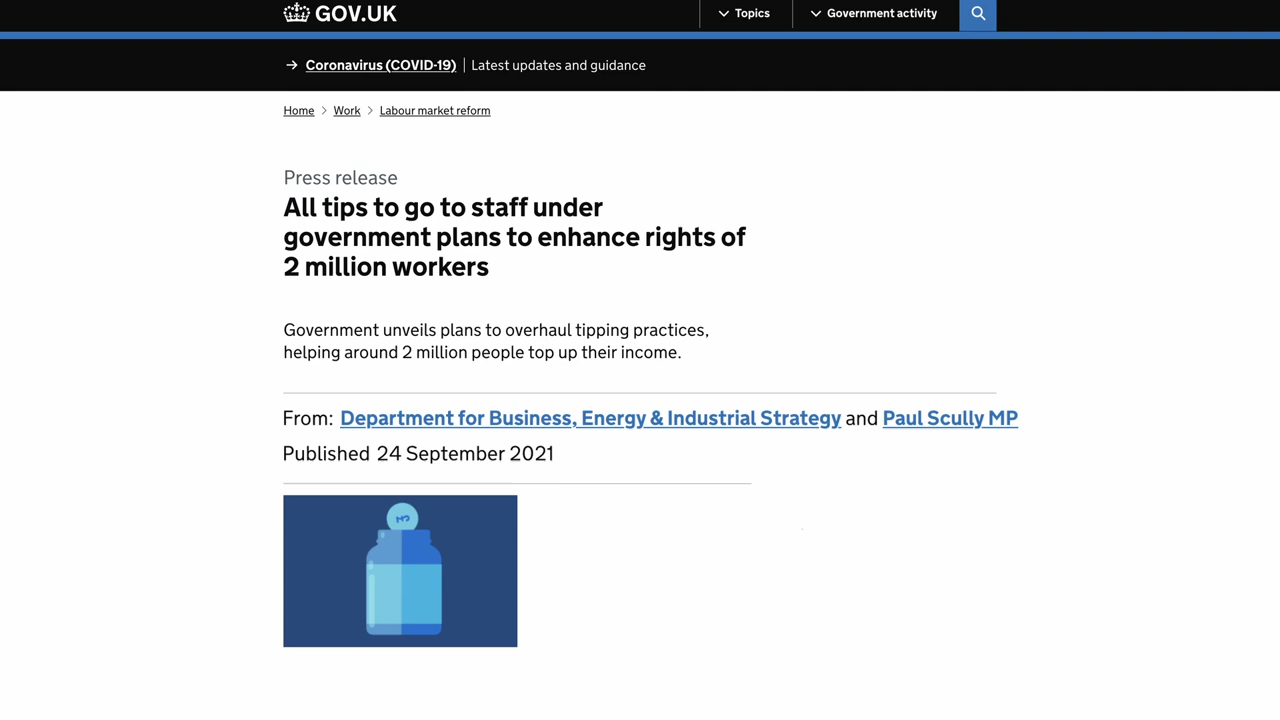 GOV.UK
Topics
Government activity
Coronavirus (COVID-19) | Latest updates and guidance
Home > Work > Labour market reform
Press release
All tips to go to staff under
government plans to enhance rights of
2 million workers
Government unveils plans to overhaul tipping practices,
helping around 2 million people top up their income.
From: Department for Business, Energy & Industrial Strategy and Paul Scully MP
Published 24 September 2021